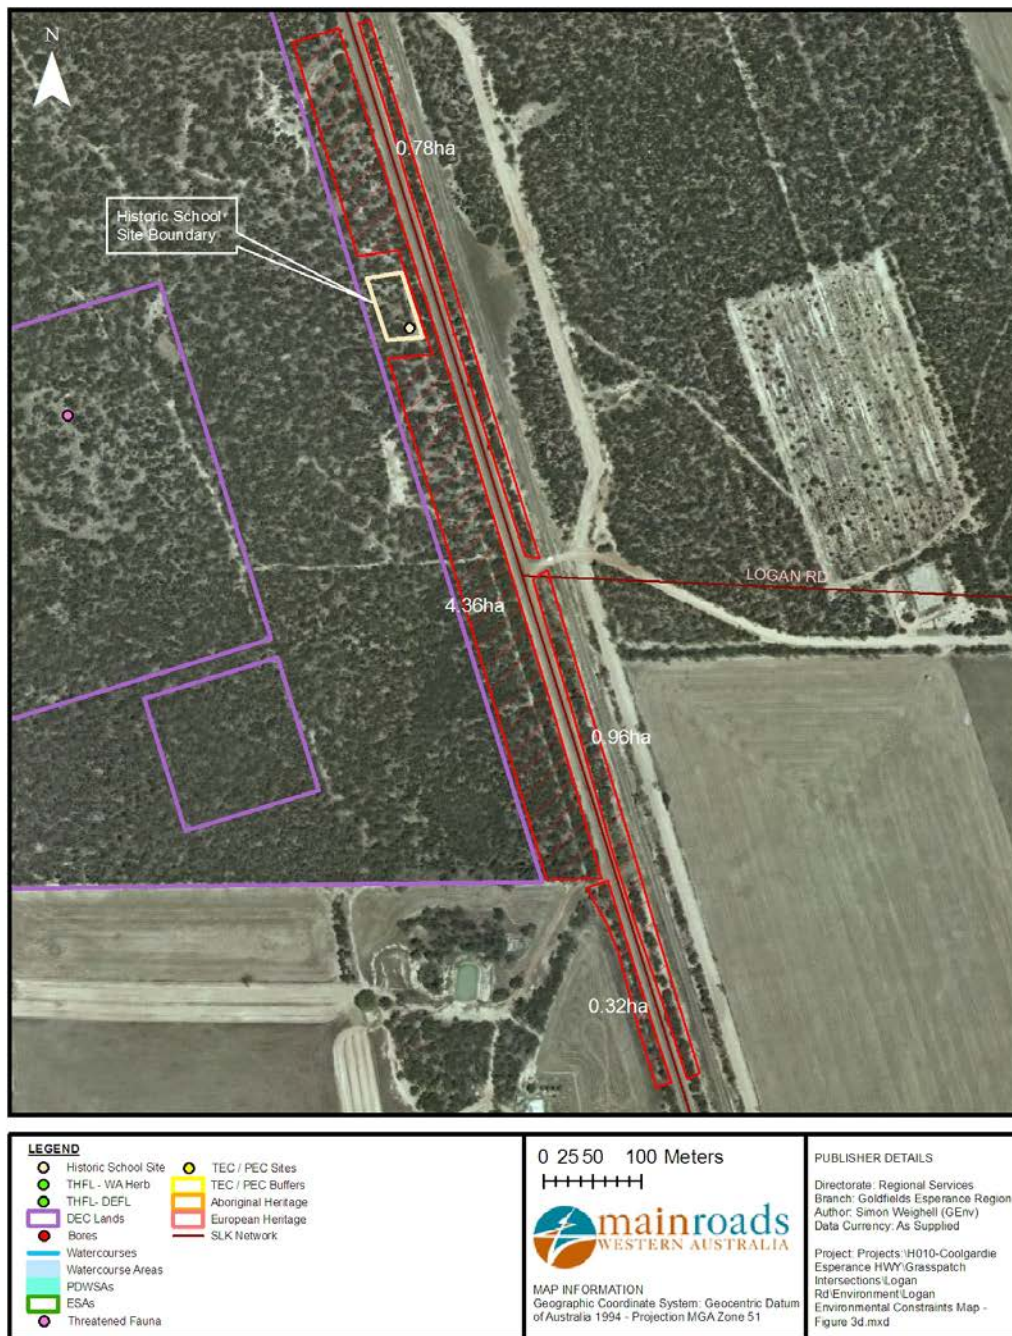 N
0.78ha
Historic School
Site Boundary
LOGAN RD
4.36ha
0.96ha
0.32ha
LEGEND
Historic School Site
THFL - WA Herb
THFL- DEFL
DEC Lands
Bores
Watercourses
Watercourse Areas
PDWSAs
ESAs
Threatened Fauna
TEC / PEC Sites
TEC / PEC Buffers
Aboriginal Heritage
European Heritage
SLK Network
0 25 50 100 Meters
mainroads
WESTERN AUSTRALIA
MAP INFORMATION
Geographic Coordinate System: Geocentric Datum
of Australia 1994 - Projection MGA Zone 51
PUBLISHER DETAILS
Directorate: Regional Services
Branch: Goldfields Esperance Region
Author: Simon Weighell (GEnv)
Data Currency: As Supplied
Project: Projects:\H010-Coolgardie
Esperance HWY\Grasspatch
Intersections\Logan
Rd\Environment\Logan
Environmental Constraints Map -
Figure 3d.mxd